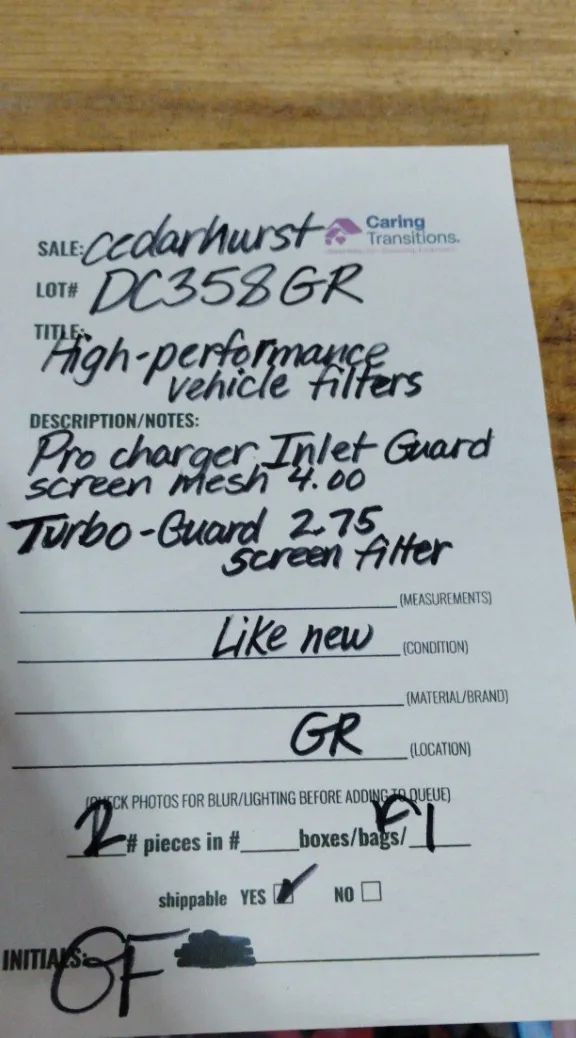 SALE: Cedarhurst
Caring
Transitions.
LOT# DC358GR
TITLE:
High-performance
vehicle filters
DESCRIPTION/NOTES:
Pro charger Inlet Guard
screen mesh 4.00
Turbo-Guard 2.75
screen filter
(MEASUREMENTS)
Like new (CONDITION)
(MATERIAL/BRAND)
GR (LOCATION)
(CHECK PHOTOS FOR BLUR/LIGHTING BEFORE ADDING TO QUEUE)
2 # pieces in # boxes/bags/
shippable YES NO
INITIALS: